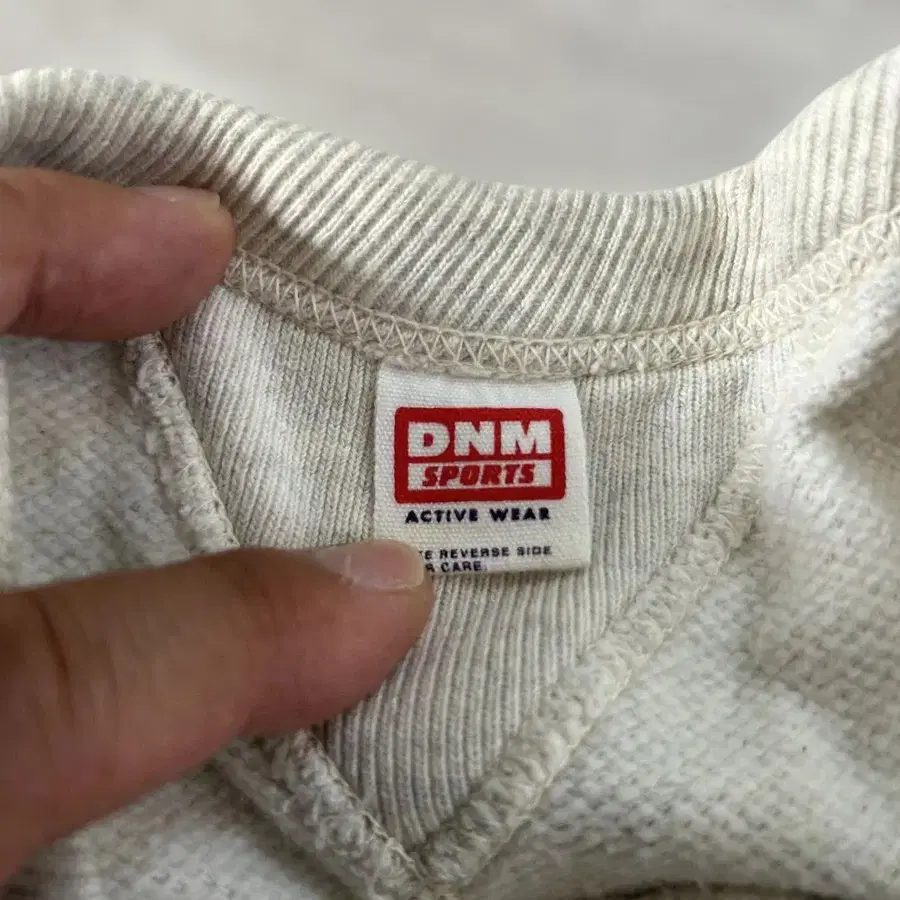 DNM
SPORTS
ACTIVE WEAR
REVERSE SIDE
CARE.